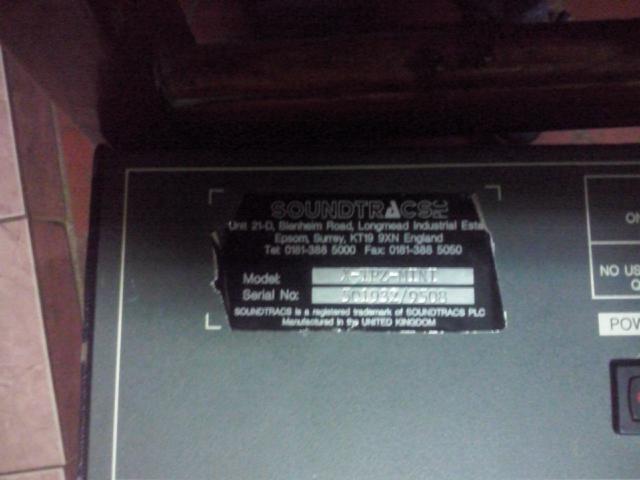 SOUNDTRACS PLC
Unit 21-D, Blenheim Road, Longmead Industrial Esta
Epsom, Surrey, KT19 9XN England
Tel: 0181-388 5000 Fax: 0181-388 5050
Model:
Serial No:
SOUNDTRACS is a registered trademark of SOUNDTRACS PLC
Manufactured in the UNITED KINGDOM
NO US
POW